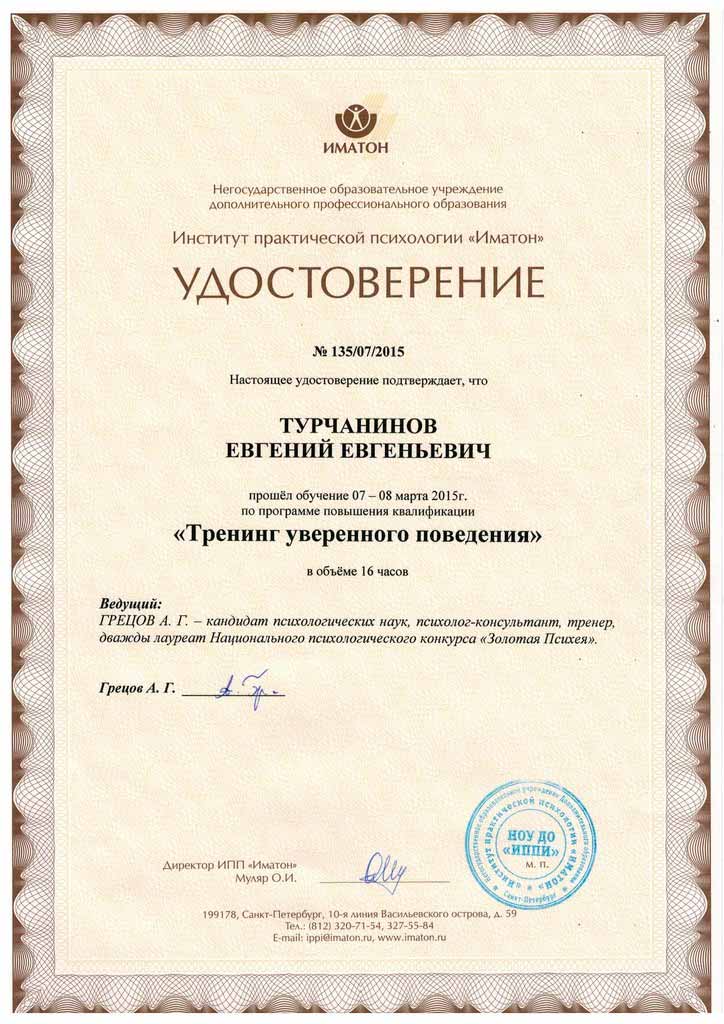 ИМАТОН
Негосударственное образовательное учреждение
дополнительного профессионального образования
Институт практической психологии «Иматон»
УДОСТОВЕРЕНИЕ
№ 135/07/2015
Настоящее удостоверение подтверждает, что
ТУРЧАНИНОВ
ЕВГЕНИЙ ЕВГЕНЬЕВИЧ
прошёл обучение 07 – 08 марта 2015г.
по программе повышения квалификации
«Тренинг уверенного поведения»
в объёме 16 часов
Ведущий:
ГРЕЦОВ А. Г. – кандидат психологических наук, психолог-консультант, тренер,
дважды лауреат Национального психологического конкурса «Золотая Психея».
Грецов А. Г.
Негосударственное образовательное учреждение Дополнительного образования
«Институт практической психологии «ИМАТОН»
НОУ ДО
«ИППИ»
М. П.
Санкт-Петербург
Директор ИПП «Иматон»
Муляр О.И.
199178, Санкт-Петербург, 10-я линия Васильевского острова, д. 59
Тел.: (812) 320-71-54, 327-55-84
E-mail: ippi@imaton.ru, www.imaton.ru